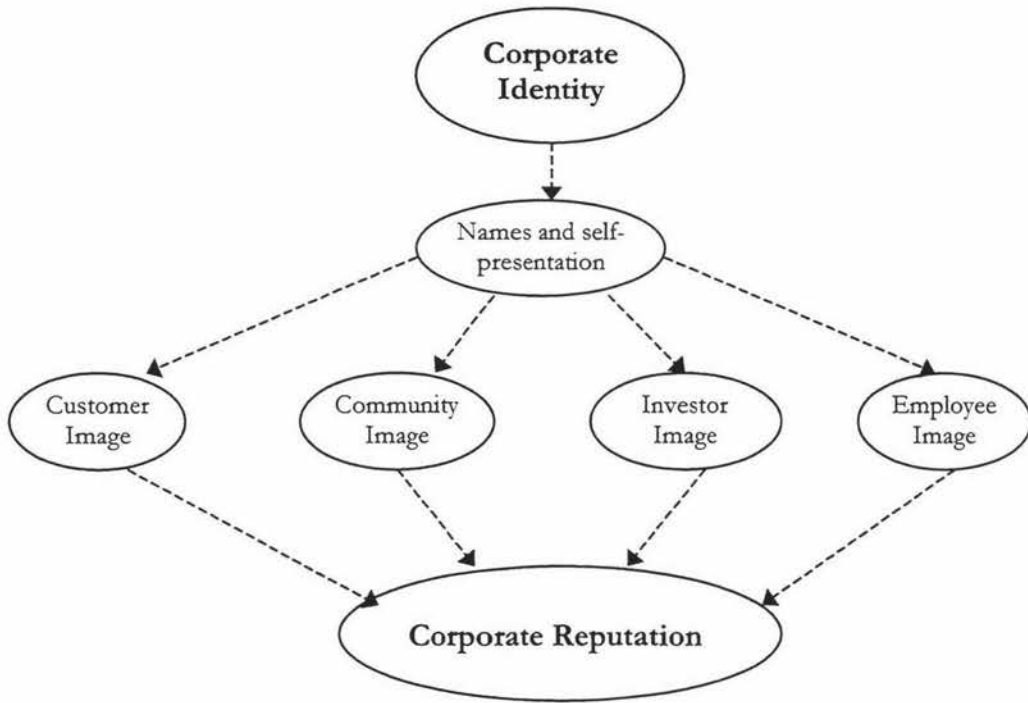 Corporate
Identity
Names and self-
presentation
Customer
Image
Community
Image
Investor
Image
Employee
Image
Corporate Reputation